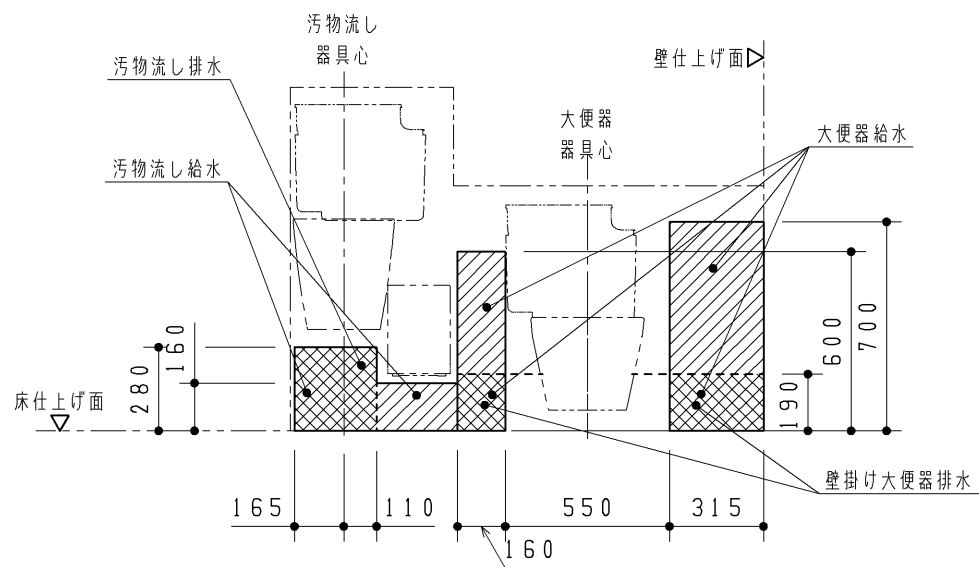 汚物流し
器具心
汚物流し排水
壁仕上げ面
大便器
器具心
大便器給水
汚物流し給水
160
280
600
700
190
床仕上げ面
壁掛け大便器排水
165
110
550
315
160